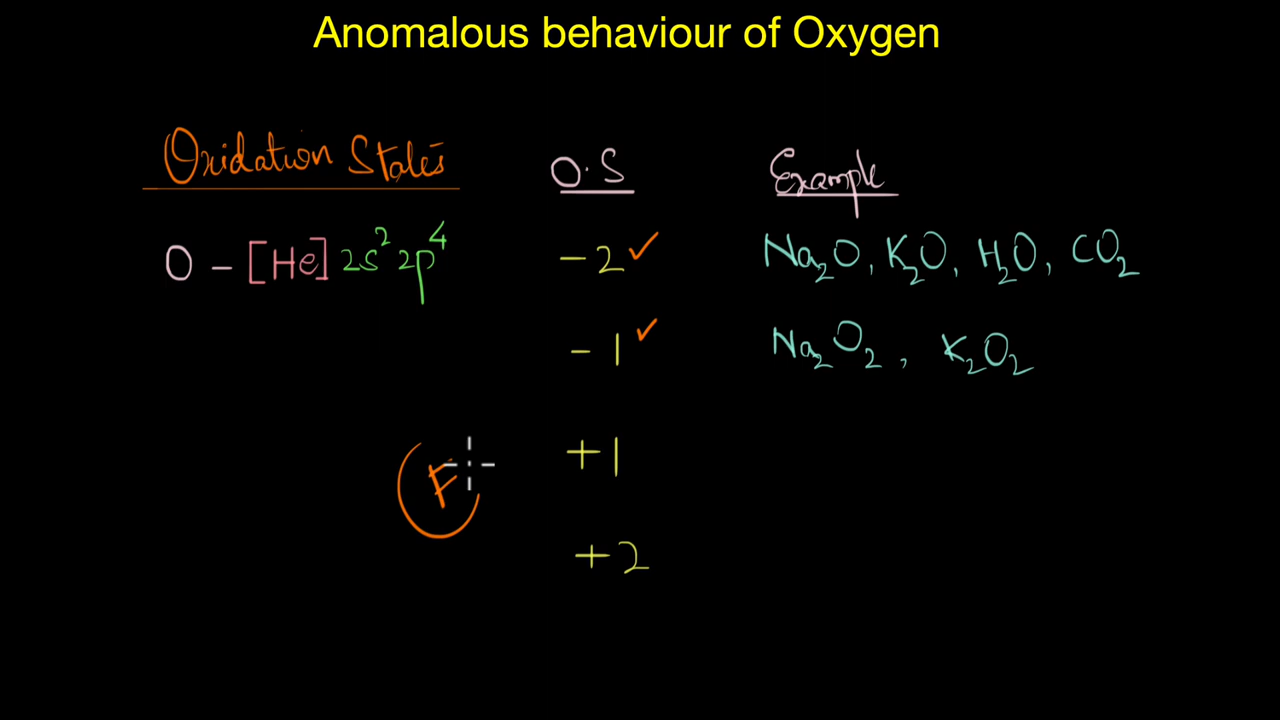 Anomalous behaviour of Oxygen
Oxidation States O.S Example
O - [He] 2s² 2p⁴ -2 ✓ Na₂O, K₂O, H₂O, CO₂
-1 ✓ Na₂O₂, K₂O₂
F +1
+2